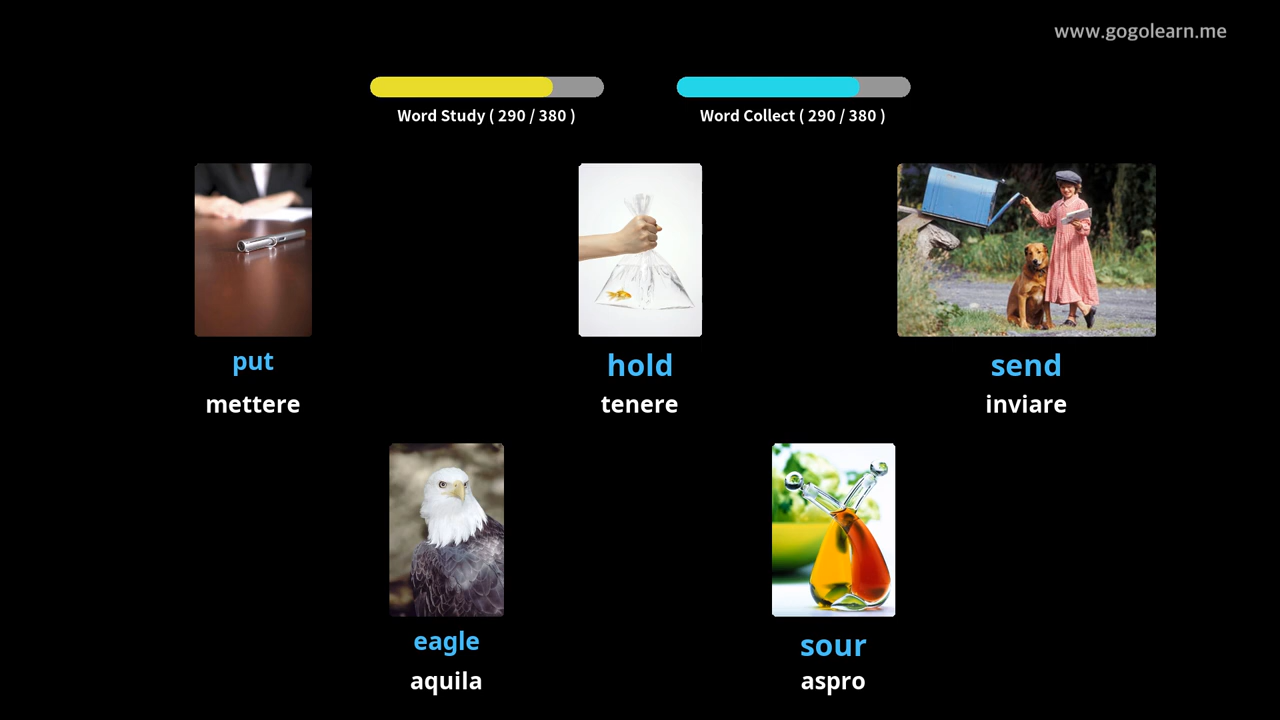 www.gogolearn.me
Word Study ( 290 / 380 )
Word Collect ( 290 / 380 )
put
mettere
hold
tenere
send
inviare
eagle
aquila
sour
aspro